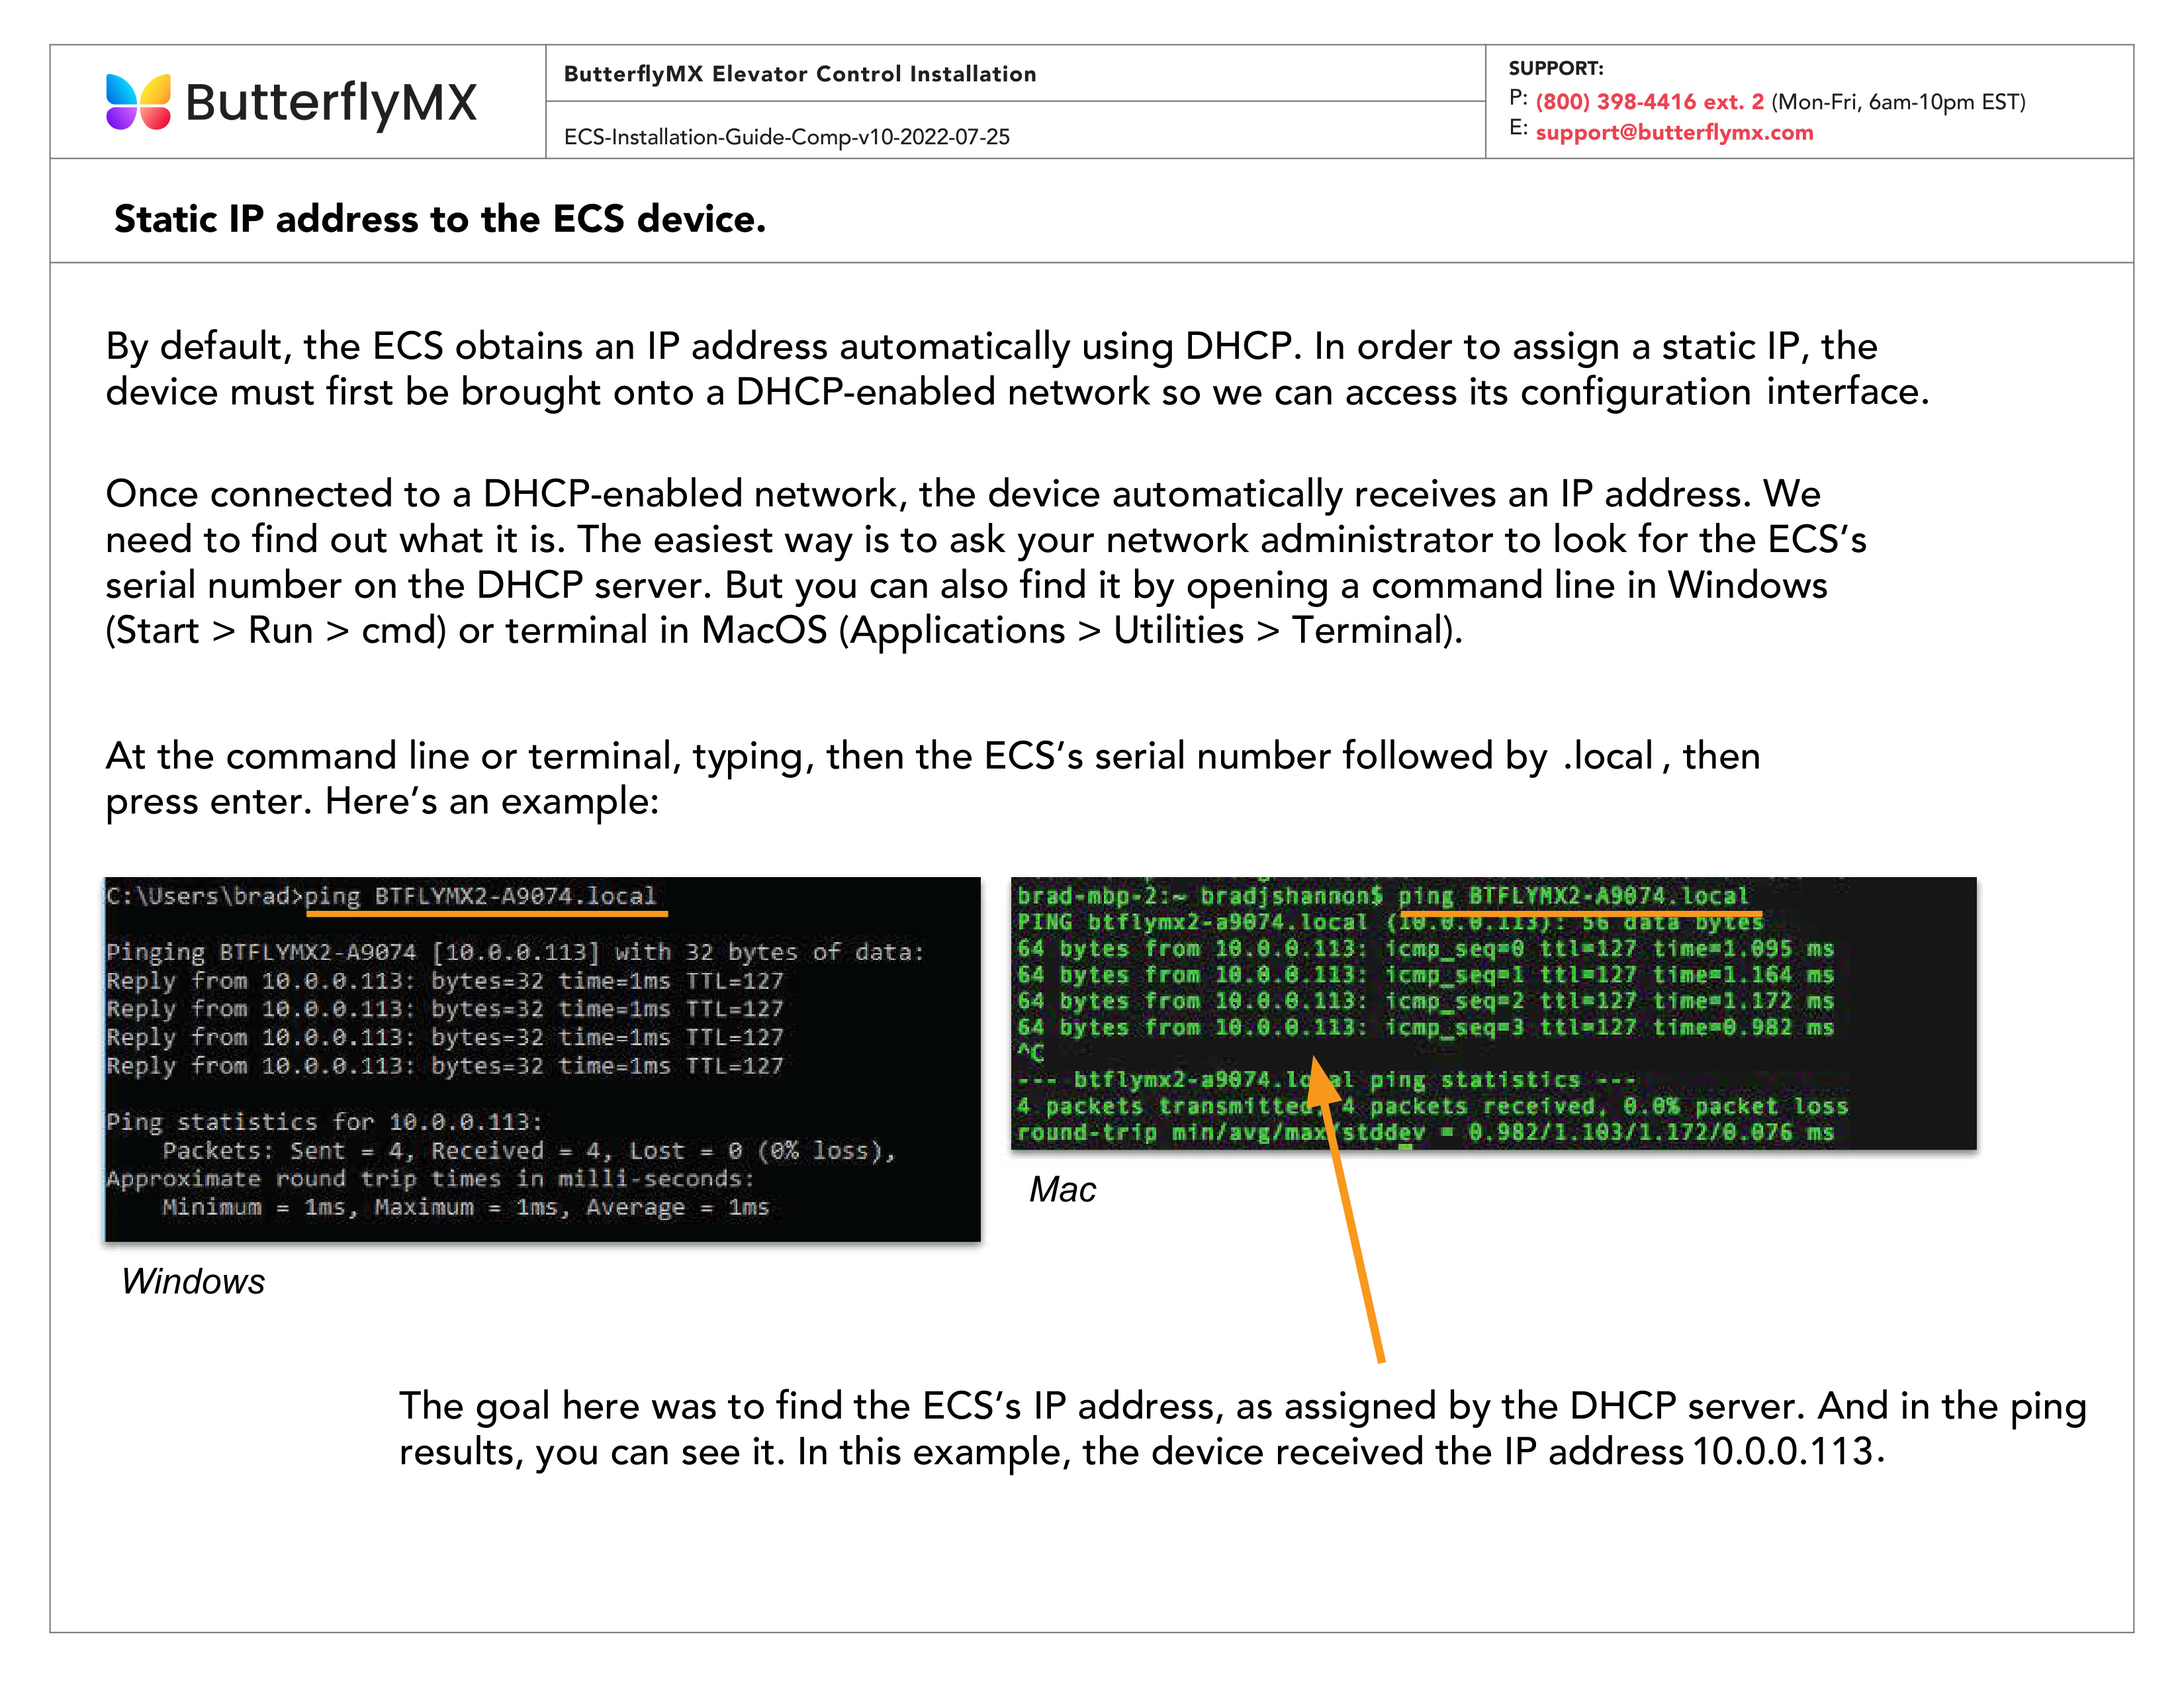 ButterflyMX
ButterflyMX Elevator Control Installation
ECS-Installation-Guide-Comp-v10-2022-07-25
SUPPORT:
P: (800) 398-4416 ext. 2 (Mon-Fri, 6am-10pm EST)
E: support@butterflymx.com
Static IP address to the ECS device.
By default, the ECS obtains an IP address automatically using DHCP. In order to assign a static IP, the
device must first be brought onto a DHCP-enabled network so we can access its configuration interface.
Once connected to a DHCP-enabled network, the device automatically receives an IP address. We
need to find out what it is. The easiest way is to ask your network administrator to look for the ECS’s
serial number on the DHCP server. But you can also find it by opening a command line in Windows
(Start > Run > cmd) or terminal in MacOS (Applications > Utilities > Terminal).
At the command line or terminal, typing, then the ECS’s serial number followed by .local , then
press enter. Here’s an example:
C:\Users\brad>ping BTFLYMX2-A9074.local
Pinging BTFLYMX2-A9074 [10.0.0.113] with 32 bytes of data:
Reply from 10.0.0.113: bytes=32 time=1ms TTL=127
Reply from 10.0.0.113: bytes=32 time=1ms TTL=127
Reply from 10.0.0.113: bytes=32 time=1ms TTL=127
Reply from 10.0.0.113: bytes=32 time=1ms TTL=127
Ping statistics for 10.0.0.113:
Packets: Sent = 4, Received = 4, Lost = 0 (0% loss),
Approximate round trip times in milli-seconds:
Minimum = 1ms, Maximum = 1ms, Average = 1ms
Windows
brad-mbp-2:~ bradjshannon$ ping BTFLYMX2-A9074.local
PING btflymx2-a9074.local (10.0.0.113): 56 data bytes
64 bytes from 10.0.0.113: icmp_seq=0 ttl=127 time=1.095 ms
64 bytes from 10.0.0.113: icmp_seq=1 ttl=127 time=1.164 ms
64 bytes from 10.0.0.113: icmp_seq=2 ttl=127 time=1.172 ms
64 bytes from 10.0.0.113: icmp_seq=3 ttl=127 time=0.982 ms
^C
--- btflymx2-a9074.local ping statistics ---
4 packets transmitted, 4 packets received, 0.0% packet loss
round-trip min/avg/max/stddev = 0.982/1.103/1.172/0.076 ms
Mac
The goal here was to find the ECS’s IP address, as assigned by the DHCP server. And in the ping
results, you can see it. In this example, the device received the IP address 10.0.0.113.